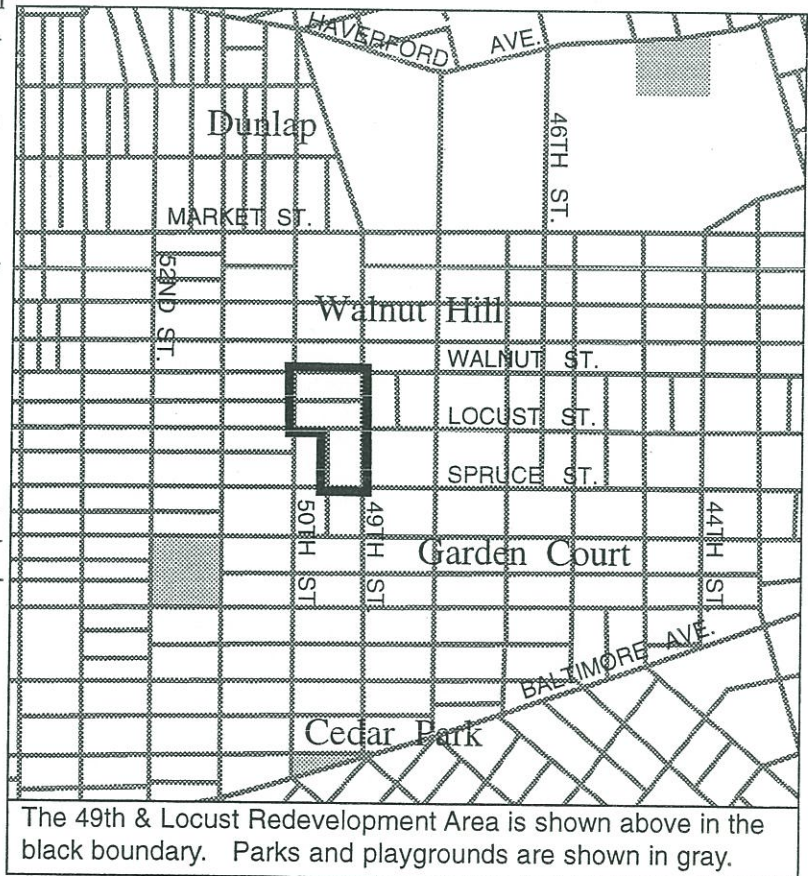 HAVERFORD AVE.
46TH ST.
Dunlap
MARKET ST.
52ND ST.
Walnut Hill
WALNUT ST.
LOCUST ST.
SPRUCE ST.
50TH ST.
49TH ST.
44TH ST.
Garden Court
BALTIMORE AVE.
Cedar Park
The 49th & Locust Redevelopment Area is shown above in the
black boundary. Parks and playgrounds are shown in gray.